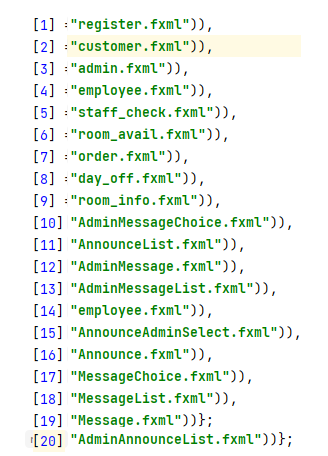 [1] :"register.fxml")),
[2] :"customer.fxml")),
[3] :"admin.fxml")),
[4] :"employee.fxml")),
[5] :"staff_check.fxml")),
[6] :"room_avail.fxml")),
[7] :"order.fxml")),
[8] :"day_off.fxml")),
[9] :"room_info.fxml")),
[10] "AdminMessageChoice.fxml")),
[11] "AnnounceList.fxml")),
[12] "AdminMessage.fxml")),
[13] "AdminMessageList.fxml")),
[14] "employee.fxml")),
[15] "AnnounceAdminSelect.fxml")),
[16] "Announce.fxml")),
[17] "MessageChoice.fxml")),
[18] "MessageList.fxml")),
[19] "Message.fxml"))};
[20] "AdminAnnounceList.fxml"))};